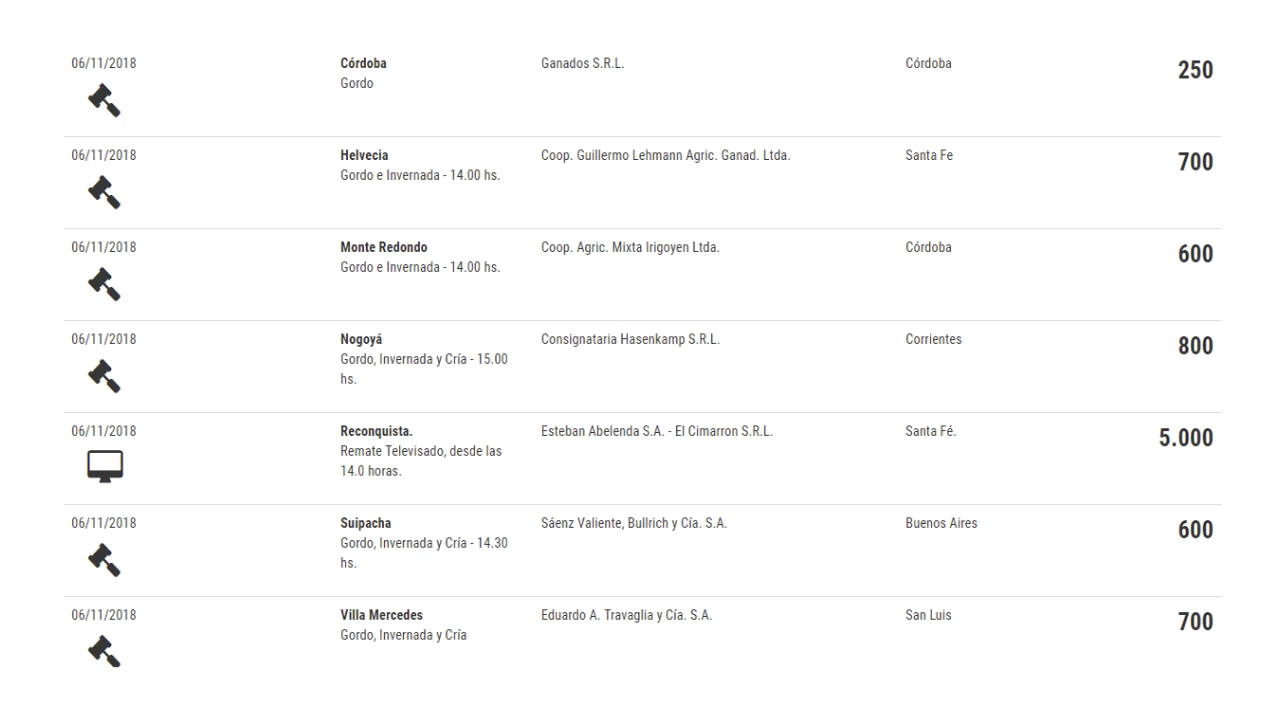 06/11/2018 Córdoba Ganados S.R.L. Córdoba 250
Gordo
06/11/2018 Helvecia Coop. Guillermo Lehmann Agric. Ganad. Ltda. Santa Fe 700
Gordo e Invernada - 14.00 hs.
06/11/2018 Monte Redondo Coop. Agric. Mixta Irigoyen Ltda. Córdoba 600
Gordo e Invernada - 14.00 hs.
06/11/2018 Nogoyá Consignataria Hasenkamp S.R.L. Corrientes 800
Gordo, Invernada y Cría - 15.00
hs.
06/11/2018 Reconquista. Esteban Abelenda S.A. - El Cimarron S.R.L. Santa Fé. 5.000
Remate Televisado, desde las
14.0 horas.
06/11/2018 Suipacha Sáenz Valiente, Bullrich y Cía. S.A. Buenos Aires 600
Gordo, Invernada y Cría - 14.30
hs.
06/11/2018 Villa Mercedes Eduardo A. Travaglia y Cía. S.A. San Luis 700
Gordo, Invernada y Cría